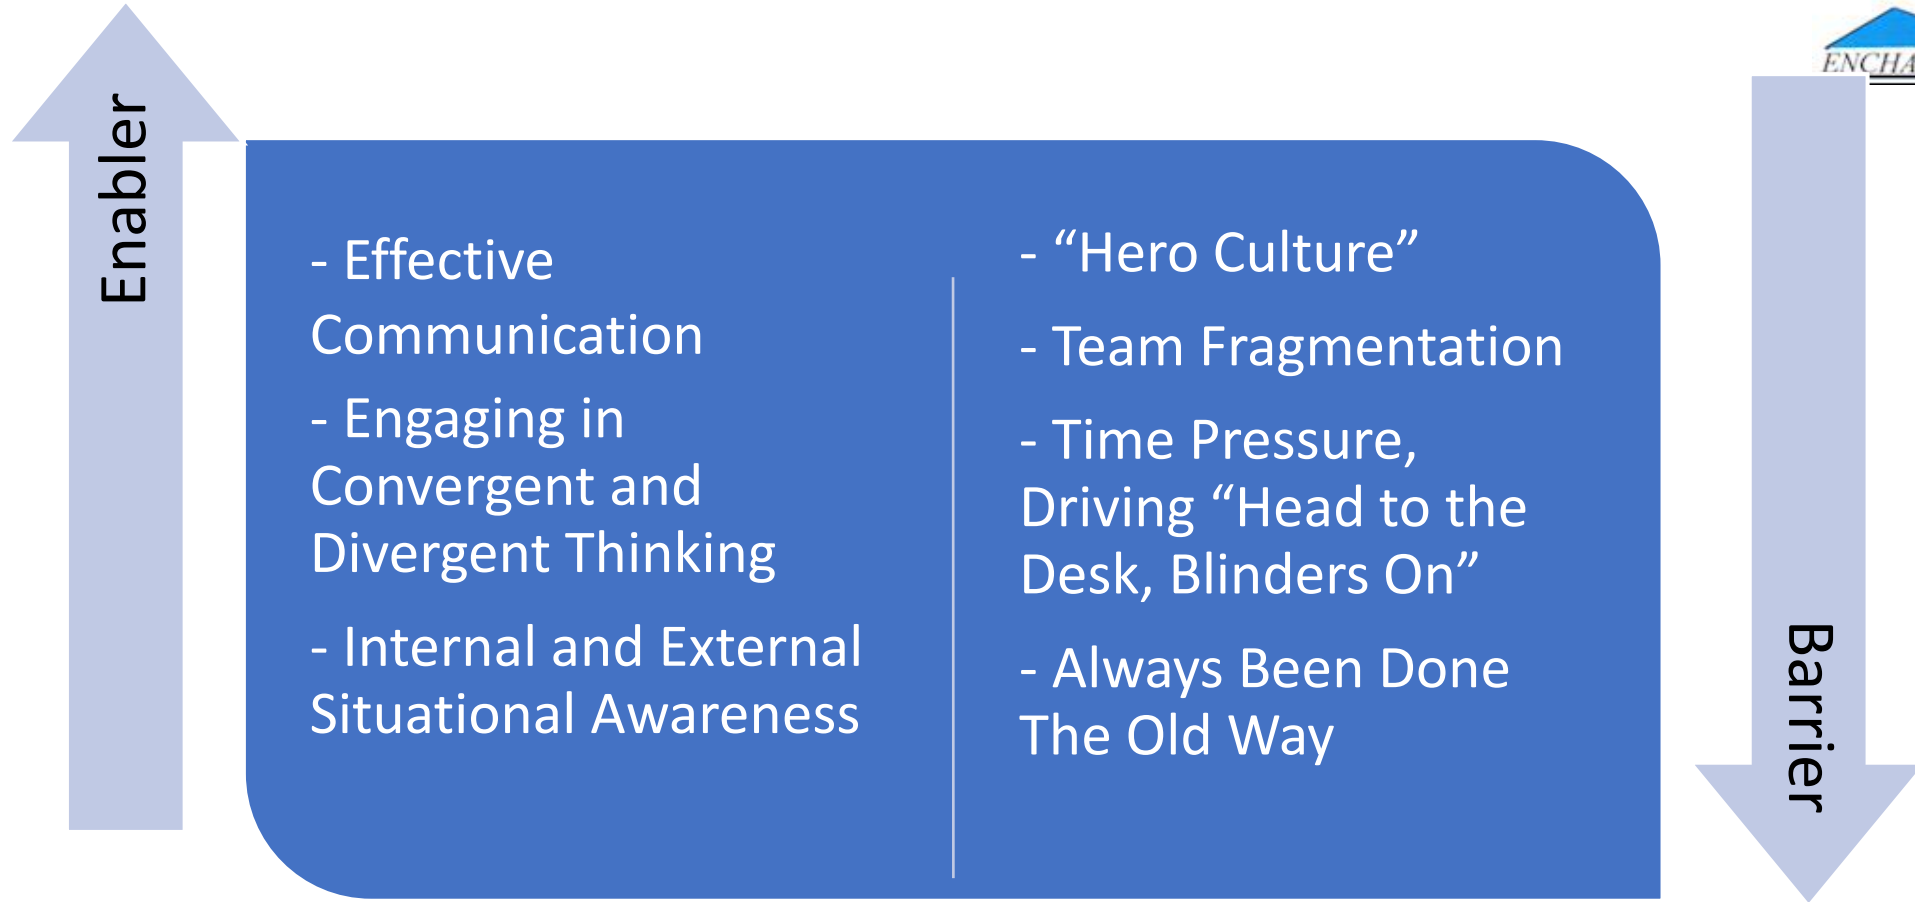 Enabler
- Effective
Communication
- Engaging in
Convergent and
Divergent Thinking
- Internal and External
Situational Awareness
- “Hero Culture”
- Team Fragmentation
- Time Pressure,
Driving “Head to the
Desk, Blinders On”
- Always Been Done
The Old Way
Barrier
ENCHA